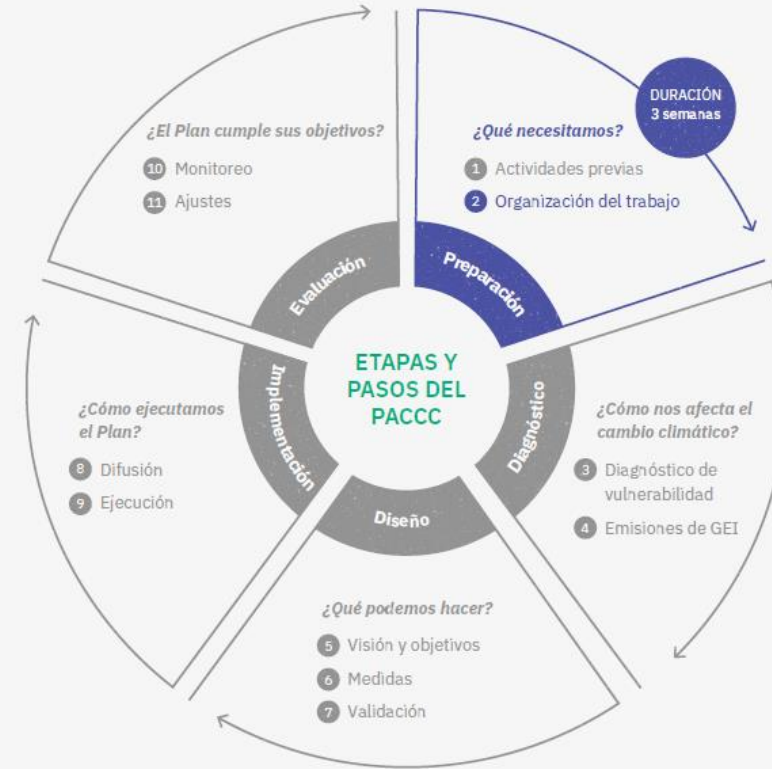 ETAPAS Y
PASOS DEL
PACCC
Preparación
¿Qué necesitamos?
1 Actividades previas
2 Organización del trabajo
DURACIÓN
3 semanas
Diagnóstico
¿Cómo nos afecta el
cambio climático?
3 Diagnóstico de
vulnerabilidad
4 Emisiones de GEI
Diseño
¿Qué podemos hacer?
5 Visión y objetivos
6 Medidas
7 Validación
Implementación
¿Cómo ejecutamos
el Plan?
8 Difusión
9 Ejecución
Evaluación
¿El Plan cumple sus objetivos?
10 Monitoreo
11 Ajustes